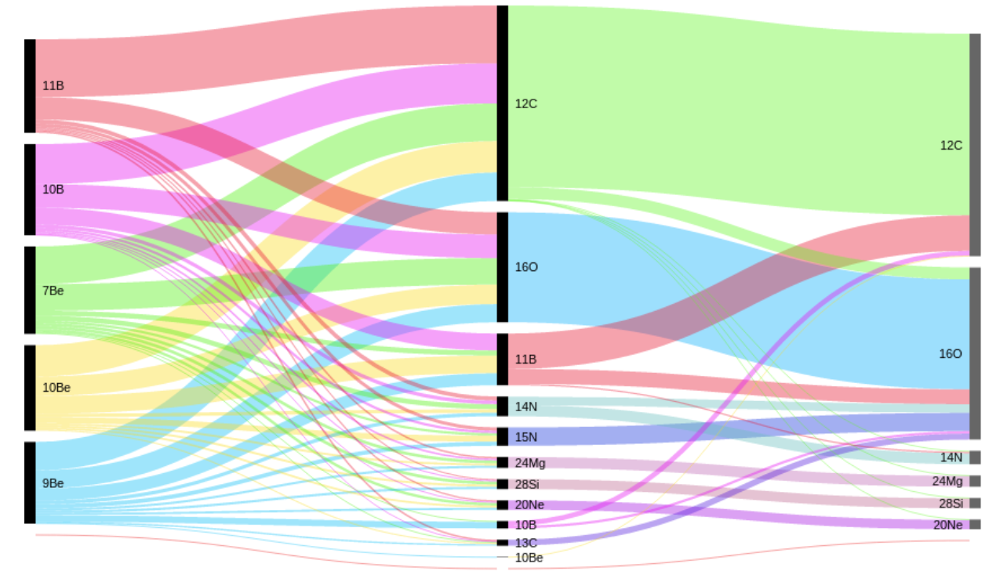 11B
10B
7Be
10Be
9Be
12C
16O
11B
14N
15N
24Mg
28Si
20Ne
10B
13C
10Be
12C
16O
14N
24Mg
28Si
20Ne